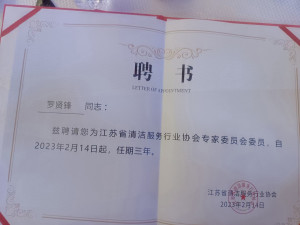 聘书
LETTER OF APPOINTMENT
同志：
兹聘请您为江苏省清洁服务行业协会专家委员会委员，自
2023年2月14日起，任期三年。
江苏省清洁服务行业协会
2023年2月14日